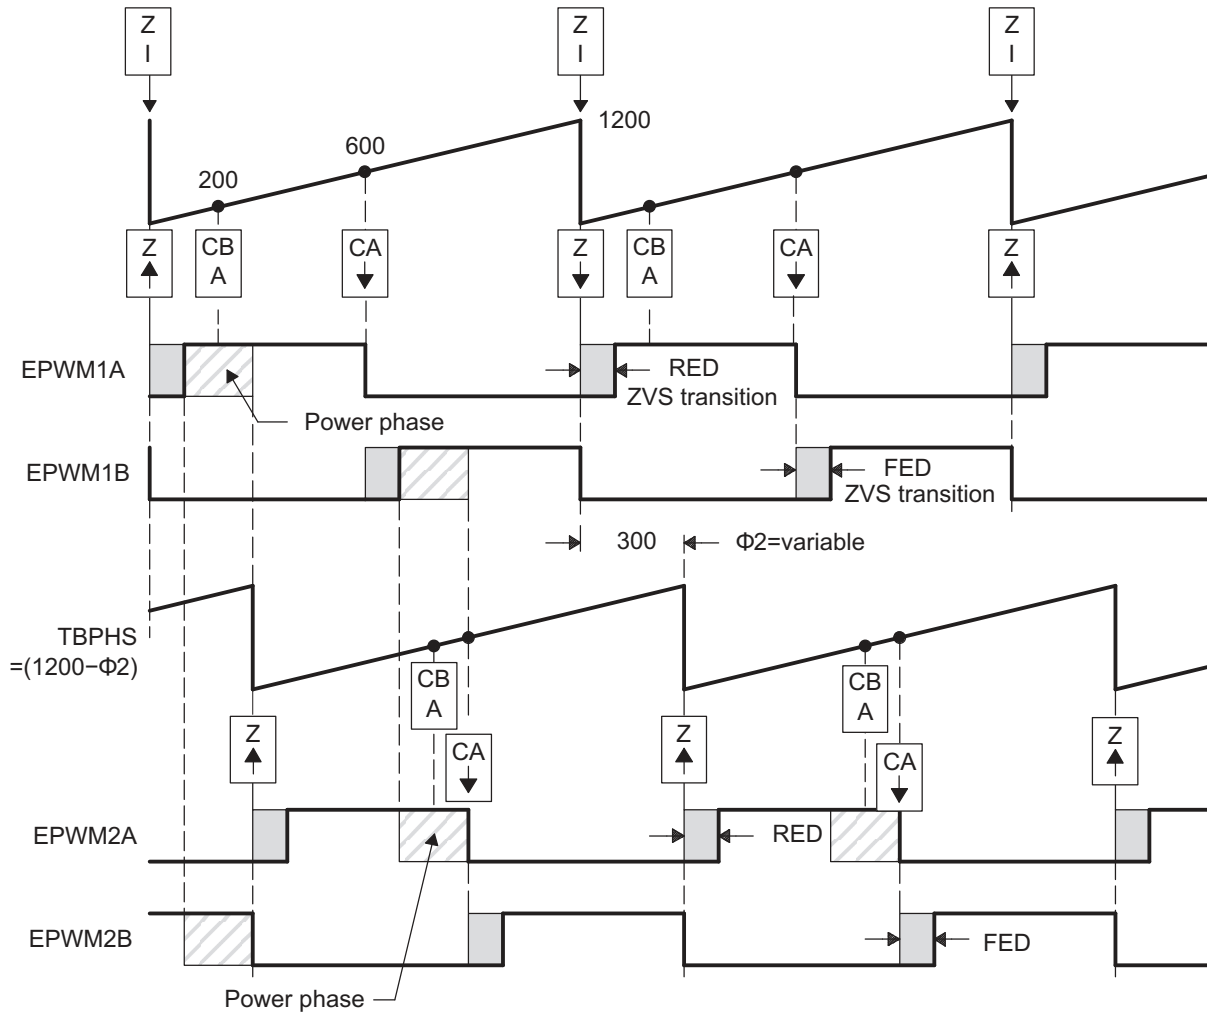 Z
I
Z
I
Z
I
1200
600
200
Z
CB
A
CA
Z
CB
A
CA
Z
EPWM1A
RED
ZVS transition
Power phase
EPWM1B
FED
ZVS transition
300
Φ2=variable
TBPHS
=(1200−Φ2)
CB
A
CB
A
Z
CA
Z
CA
Z
EPWM2A
RED
EPWM2B
FED
Power phase